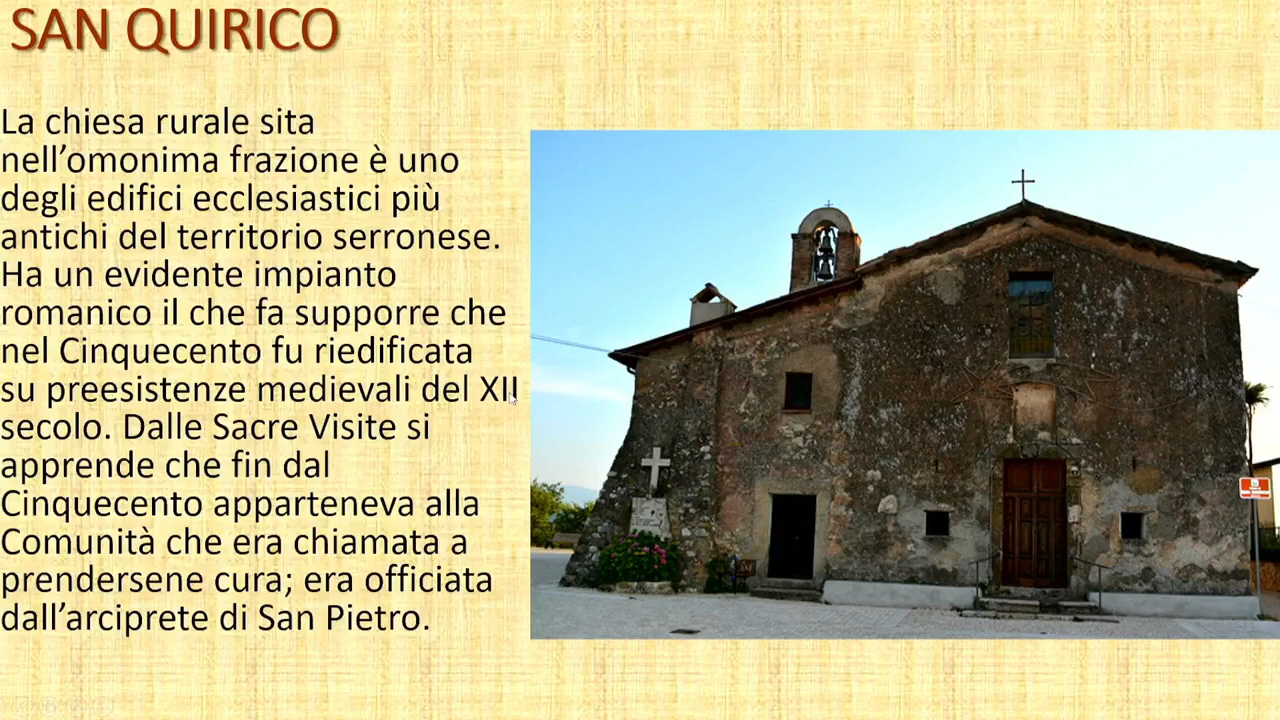 SAN QUIRICO
La chiesa rurale sita
nell’omonima frazione è uno
degli edifici ecclesiastici più
antichi del territorio serronese.
Ha un evidente impianto
romanico il che fa supporre che
nel Cinquecento fu riedificata
su preesistenze medievali del XII
secolo. Dalle Sacre Visite si
apprende che fin dal
Cinquecento apparteneva alla
Comunità che era chiamata a
prendersene cura; era officiata
dall’arciprete di San Pietro.